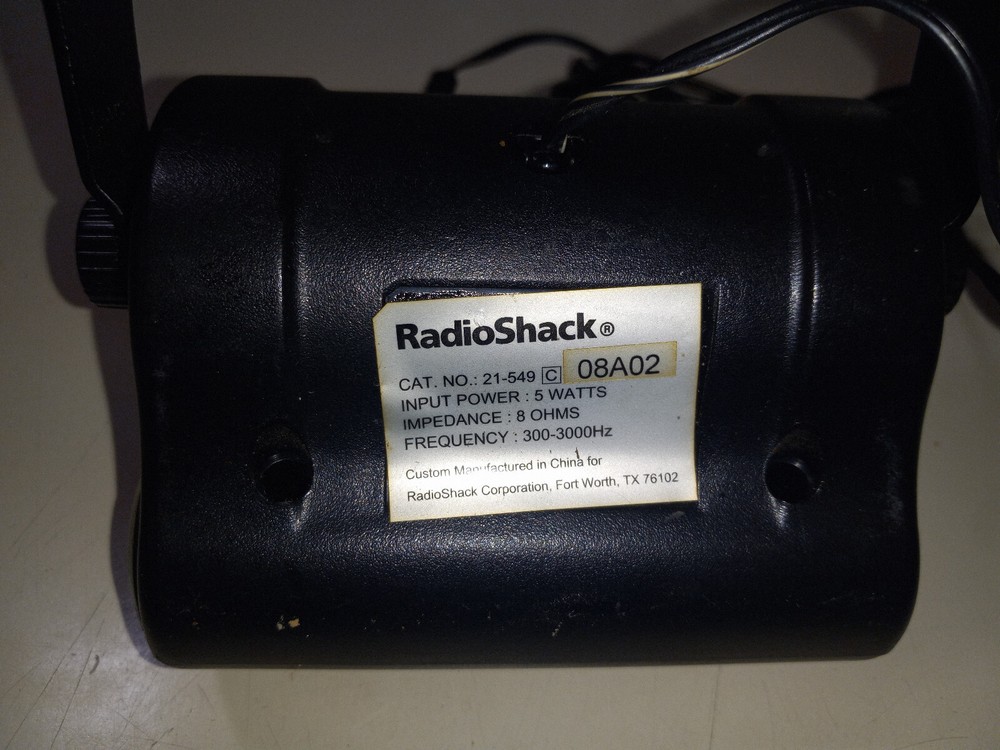 RadioShack®
CAT. NO.: 21-549 C 08A02
INPUT POWER : 5 WATTS
IMPEDANCE : 8 OHMS
FREQUENCY : 300-3000Hz
Custom Manufactured in China for
RadioShack Corporation, Fort Worth, TX 76102